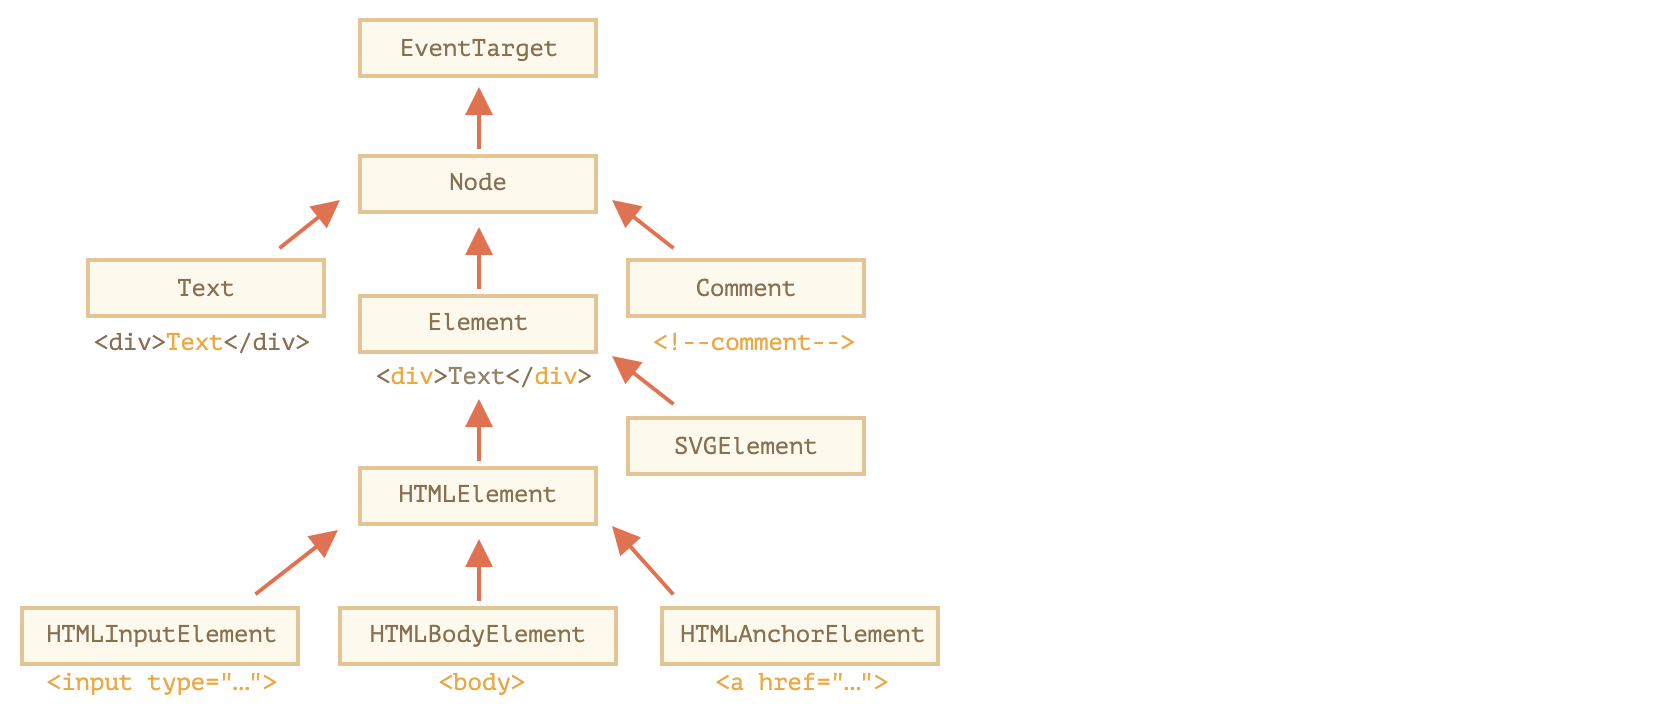 EventTarget
Node
Text
Element
Comment
<div>Text</div>
<!--comment-->
<div>Text</div>
SVGElement
HTMLElement
HTMLInputElement
HTMLBodyElement
HTMLAnchorElement
<input type="…">
<body>
<a href="…">